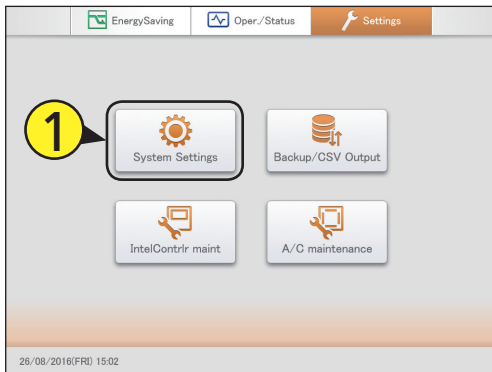 EnergySaving
Oper./Status
Settings
1
System Settings
Backup/CSV Output
IntelContrlr maint
A/C maintenance
26/08/2016(FRI) 15:02